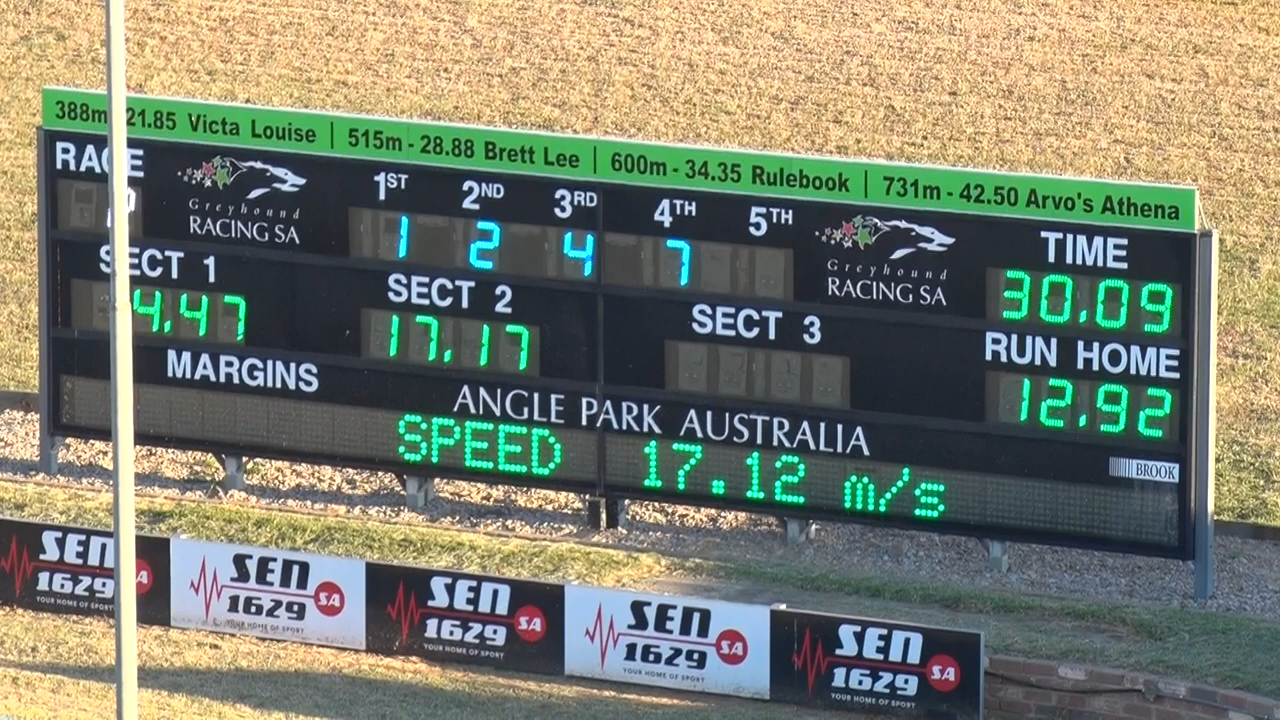 388m 21.85 Victa Louise | 515m - 28.88 Brett Lee | 600m - 34.35 Rulebook | 731m - 42.50 Arvo's Athena
RACE
Greyhound
RACING SA
1ST 2ND 3RD 4TH 5TH
1 2 4 7
Greyhound
RACING SA
TIME
30.09
SECT 1
4.47
SECT 2
17.17
SECT 3
RUN HOME
12.92
MARGINS
ANGLE PARK AUSTRALIA
SPEED 17.12 m/s
BROOK
SEN
1629 SA
YOUR HOME OF SPORT
SEN
1629 SA
YOUR HOME OF SPORT
SEN
1629 SA
YOUR HOME OF SPORT
SEN
1629 SA
YOUR HOME OF SPORT
SEN
1629 SA
YOUR HOME OF SPORT